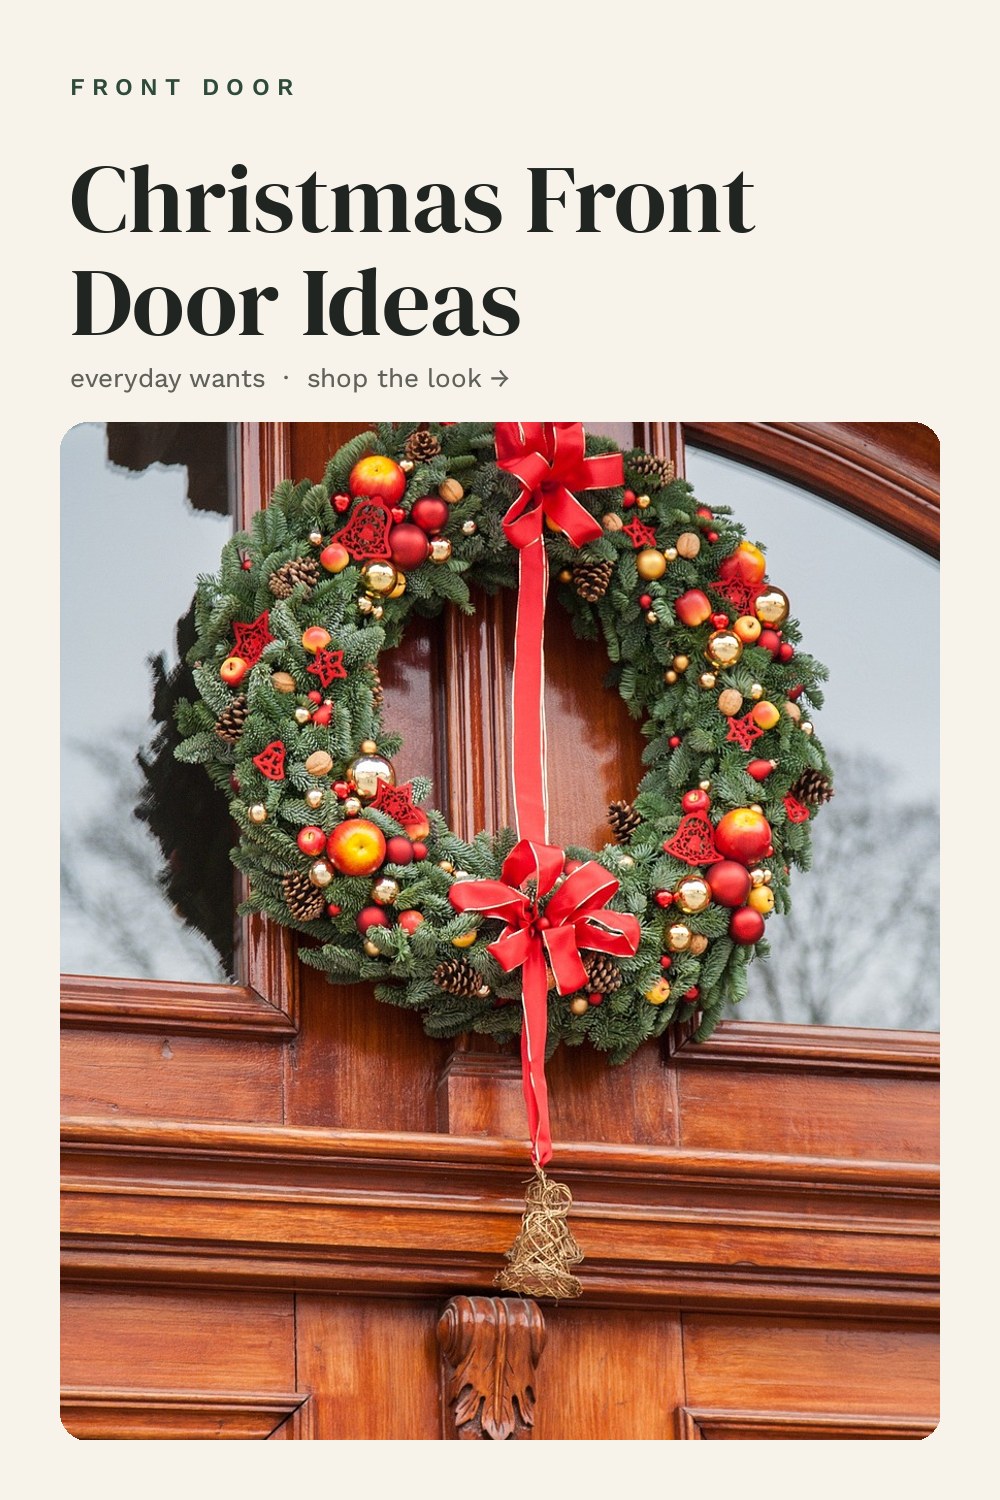 FRONT DOOR
Christmas Front
Door Ideas
everyday wants · shop the look →